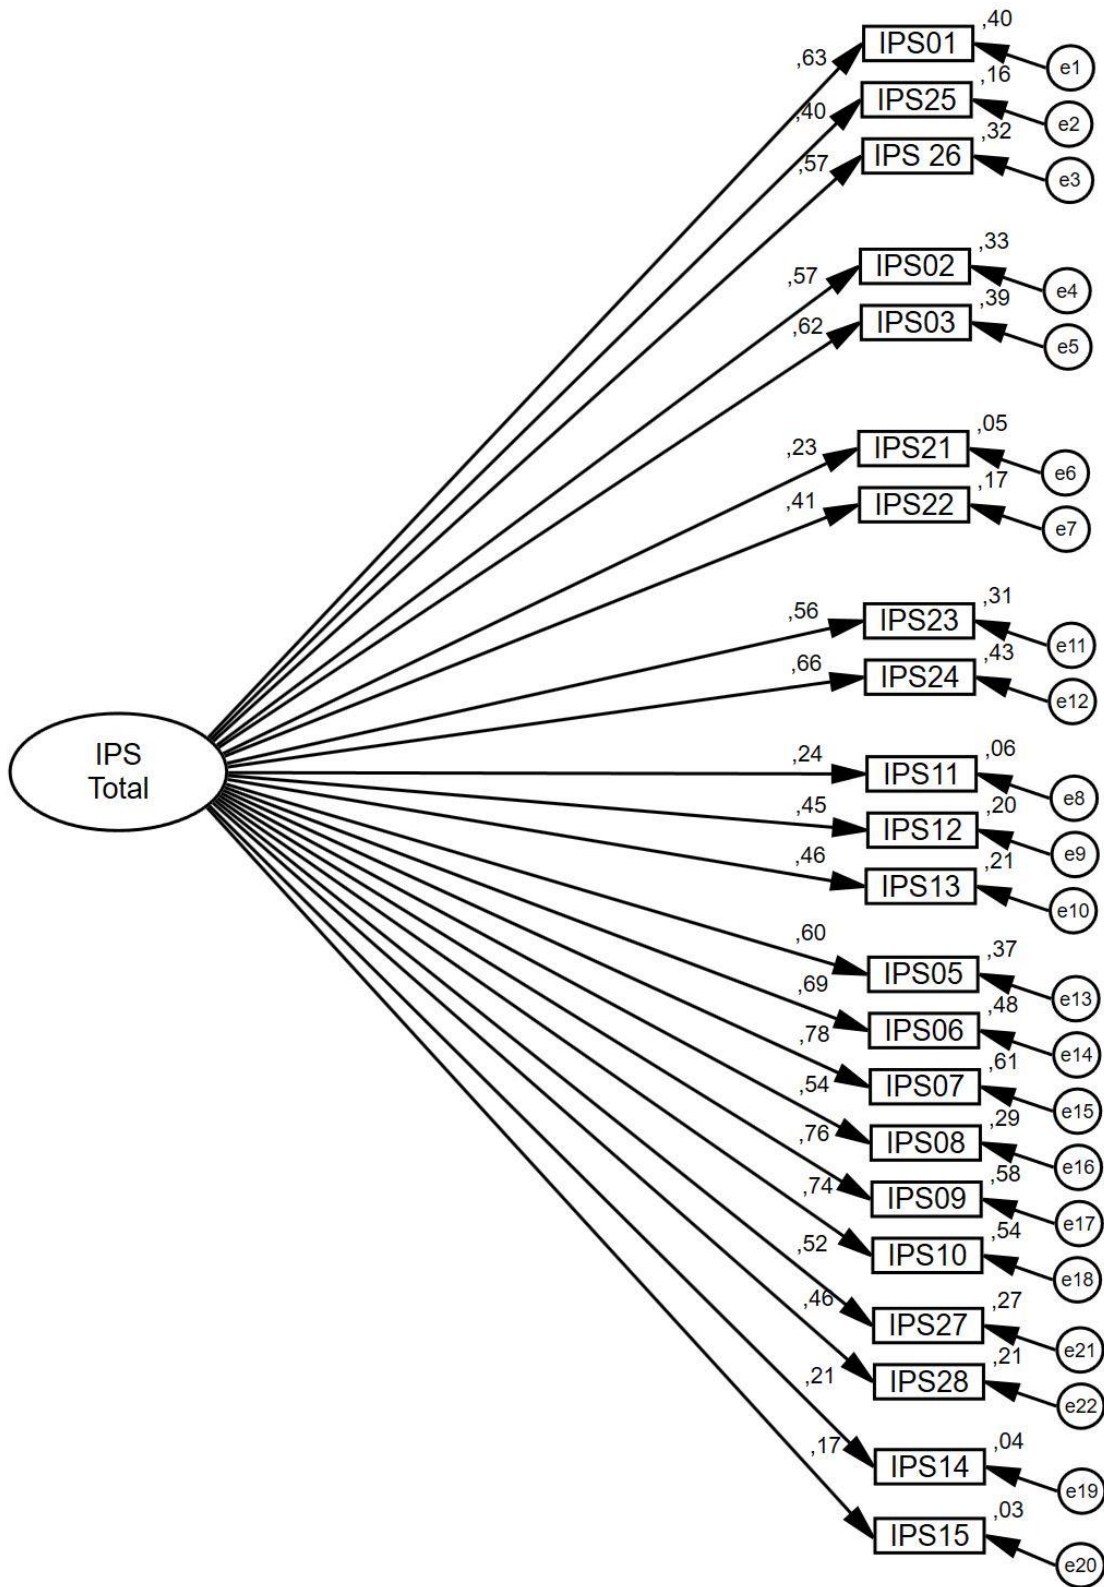 ,63
IPS01
,40
e1
,40
IPS25
,16
e2
,57
IPS 26
,32
e3
,57
IPS02
,33
e4
,62
IPS03
,39
e5
,23
IPS21
,05
e6
,41
IPS22
,17
e7
,56
IPS23
,31
e11
,66
IPS24
,43
e12
IPS
Total
,24
IPS11
,06
e8
,45
IPS12
,20
e9
,46
IPS13
,21
e10
,60
IPS05
,37
e13
,69
IPS06
,48
e14
,78
IPS07
,61
e15
,54
IPS08
,29
e16
,76
IPS09
,58
e17
,74
IPS10
,54
e18
,52
IPS27
,27
e21
,46
IPS28
,21
e22
,21
IPS14
,04
e19
,17
IPS15
,03
e20